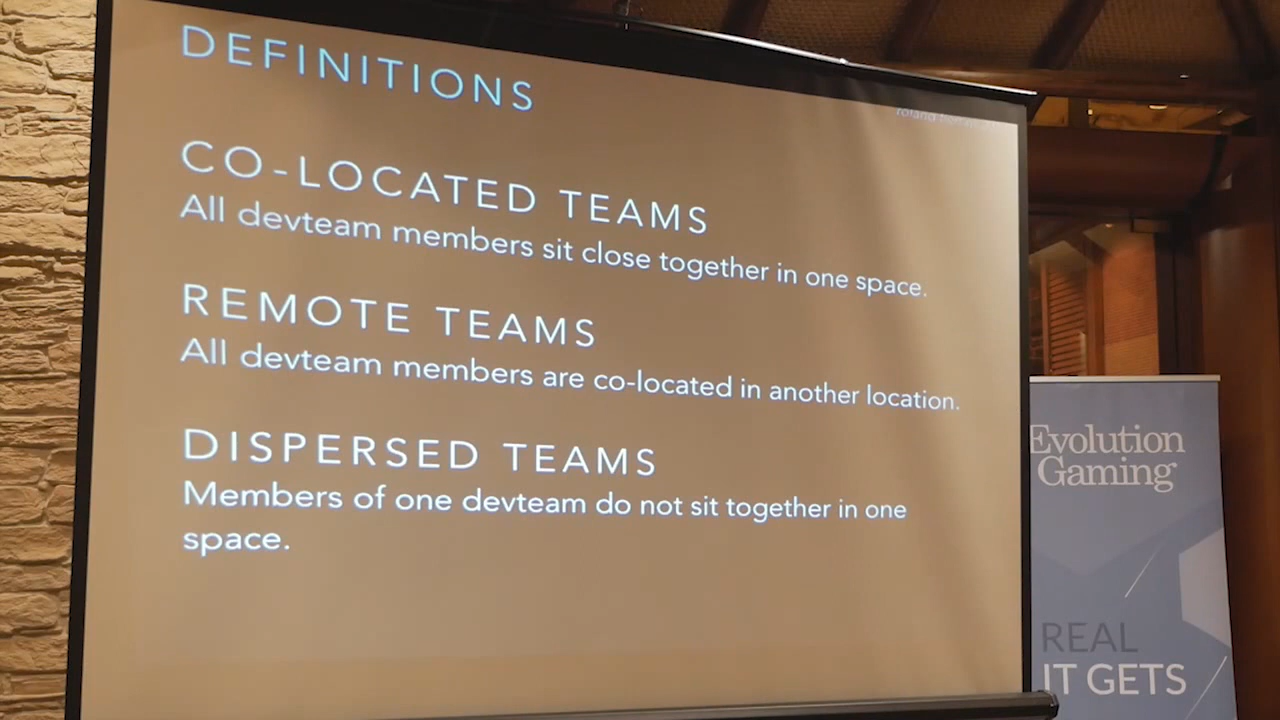 DEFINITIONS
CO-LOCATED TEAMS
All devteam members sit close together in one space.
REMOTE TEAMS
All devteam members are co-located in another location.
DISPERSED TEAMS
Members of one devteam do not sit together in one
space.
roland
Evolution
Gaming
REAL
IT GETS